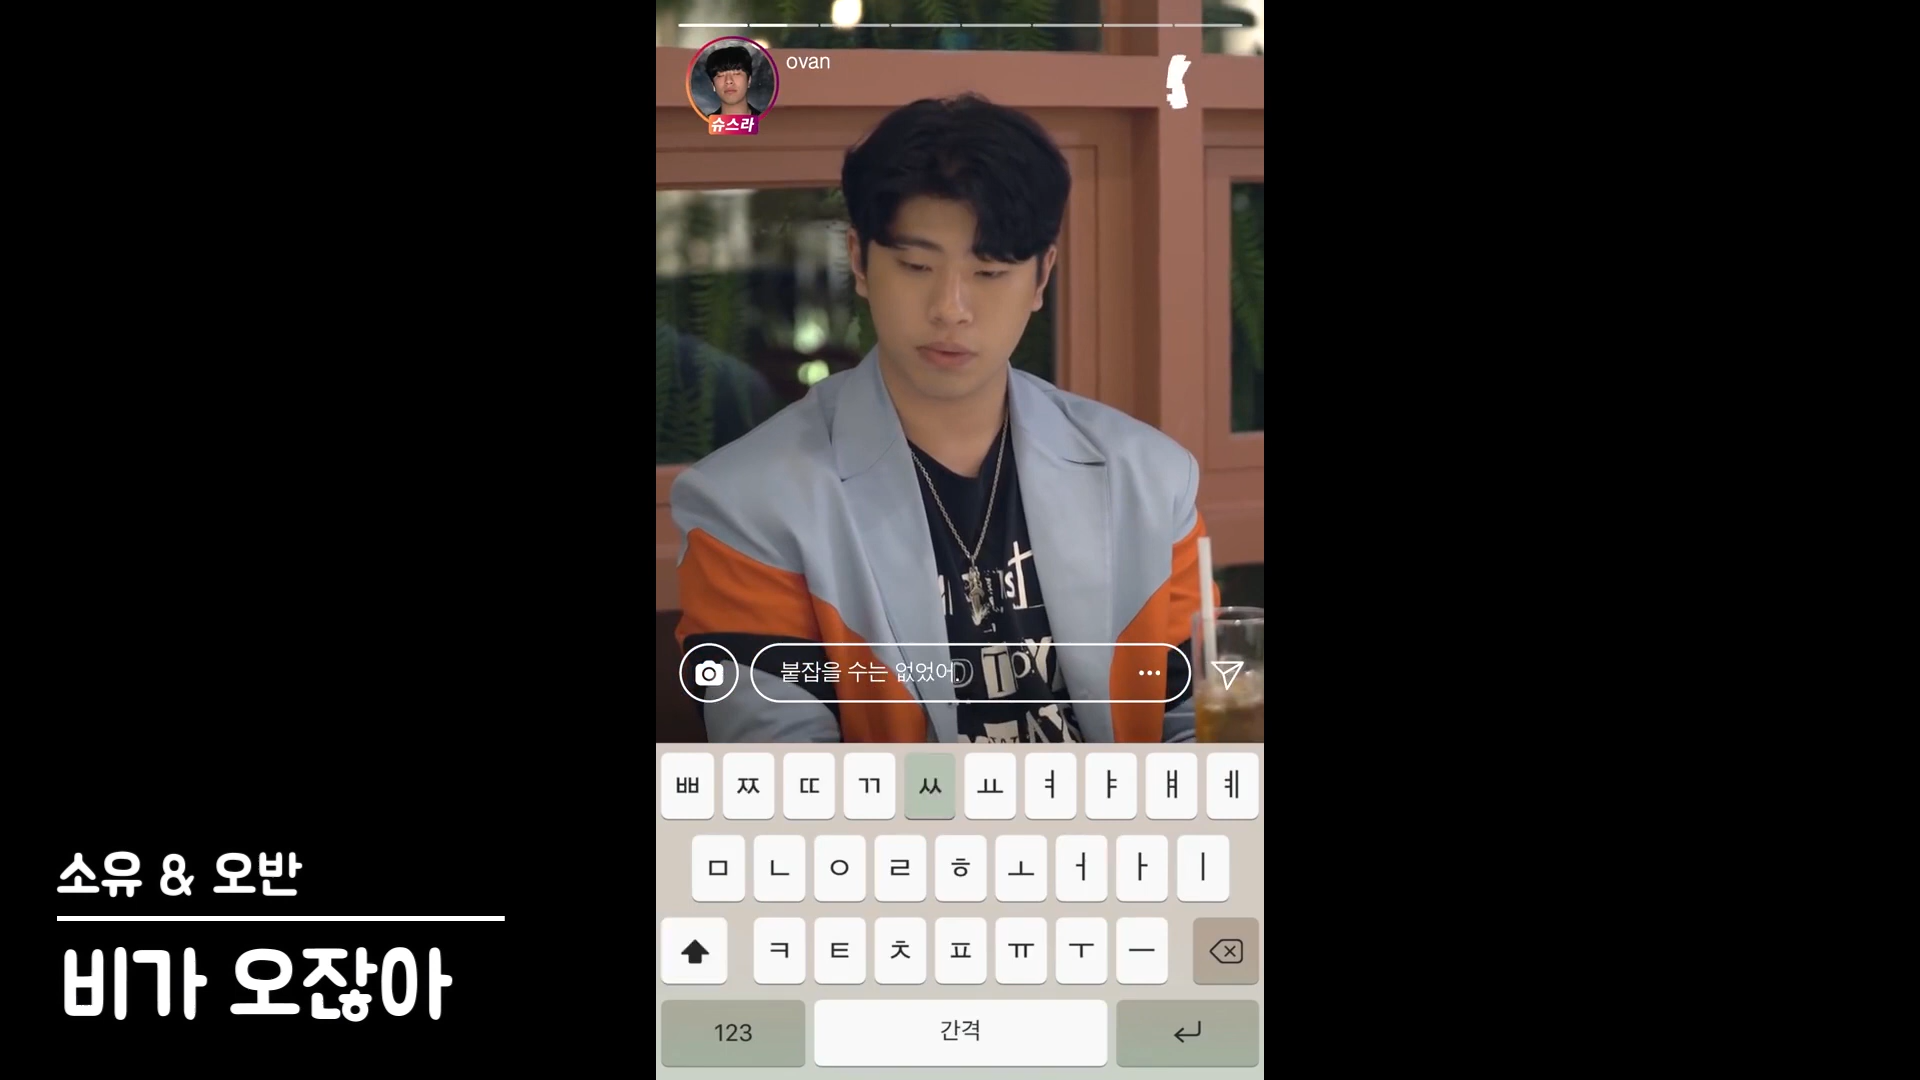 ovan
슈스라
붙잡을 수는 없었어.
ㅃ ㅉ ㄸ ㄲ ㅆ ㅛ ㅕ ㅑ ㅒ ㅖ
ㅁ ㄴ ㅇ ㄹ ㅎ ㅗ ㅓ ㅏ ㅣ
ㅋ ㅌ ㅊ ㅍ ㅠ ㅜ ㅡ
123 간격
소유 & 오반
비가 오잖아